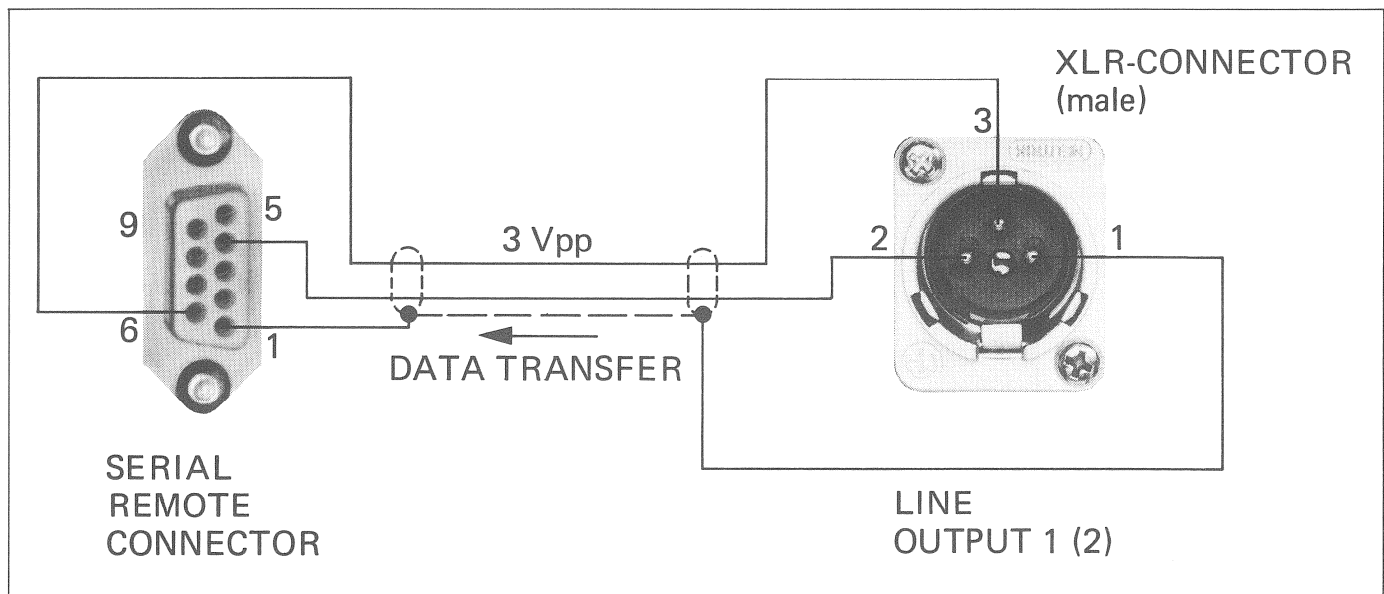 XLR-CONNECTOR
(male)
3
9
5
3 Vpp
2
1
6
1
DATA TRANSFER
SERIAL
REMOTE
CONNECTOR
LINE
OUTPUT 1 (2)